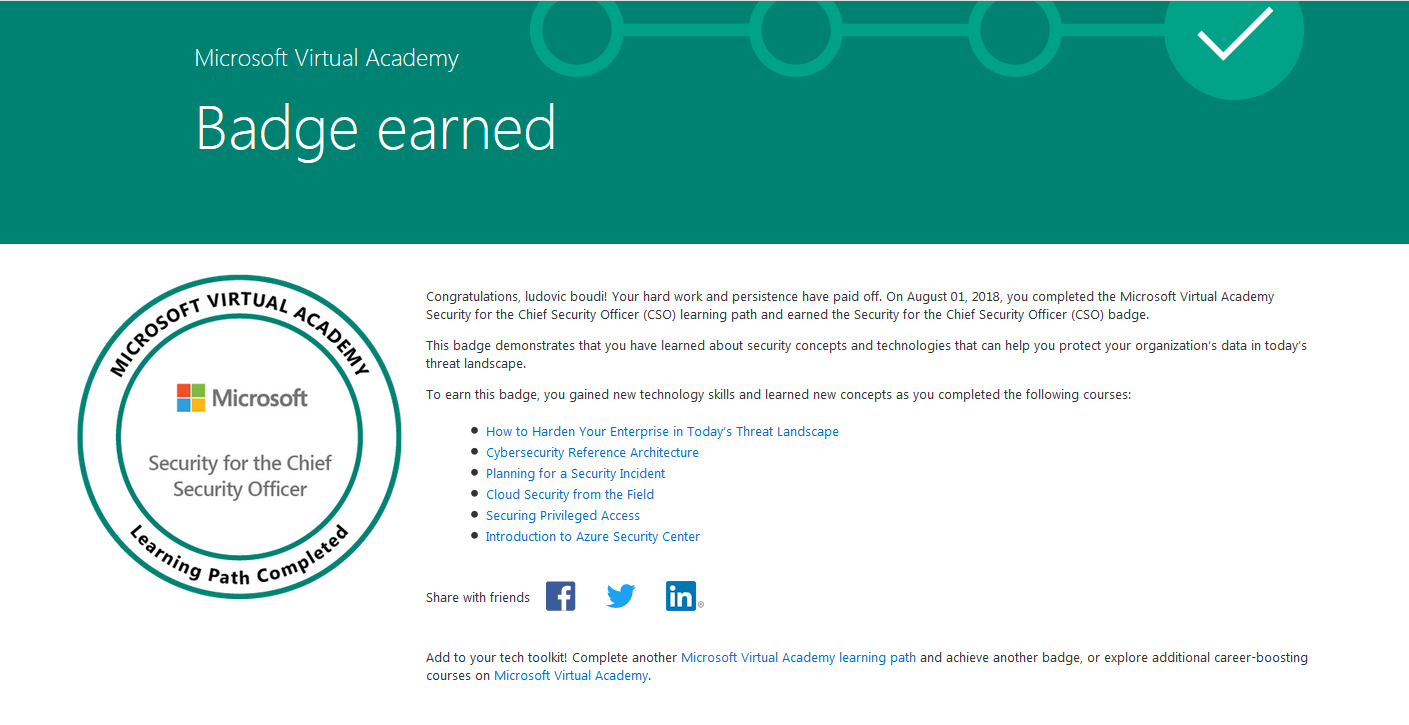 Microsoft Virtual Academy
Badge earned
MICROSOFT VIRTUAL ACADEMY
Microsoft
Security for the Chief
Security Officer
Learning Path Completed
Congratulations, ludovic boudi! Your hard work and persistence have paid off. On August 01, 2018, you completed the Microsoft Virtual Academy
Security for the Chief Security Officer (CSO) learning path and earned the Security for the Chief Security Officer (CSO) badge.
This badge demonstrates that you have learned about security concepts and technologies that can help you protect your organization's data in today's
threat landscape.
To earn this badge, you gained new technology skills and learned new concepts as you completed the following courses:
• How to Harden Your Enterprise in Today's Threat Landscape
• Cybersecurity Reference Architecture
• Planning for a Security Incident
• Cloud Security from the Field
• Securing Privileged Access
• Introduction to Azure Security Center
Share with friends f in ®
Add to your tech toolkit! Complete another Microsoft Virtual Academy learning path and achieve another badge, or explore additional career-boosting
courses on Microsoft Virtual Academy.